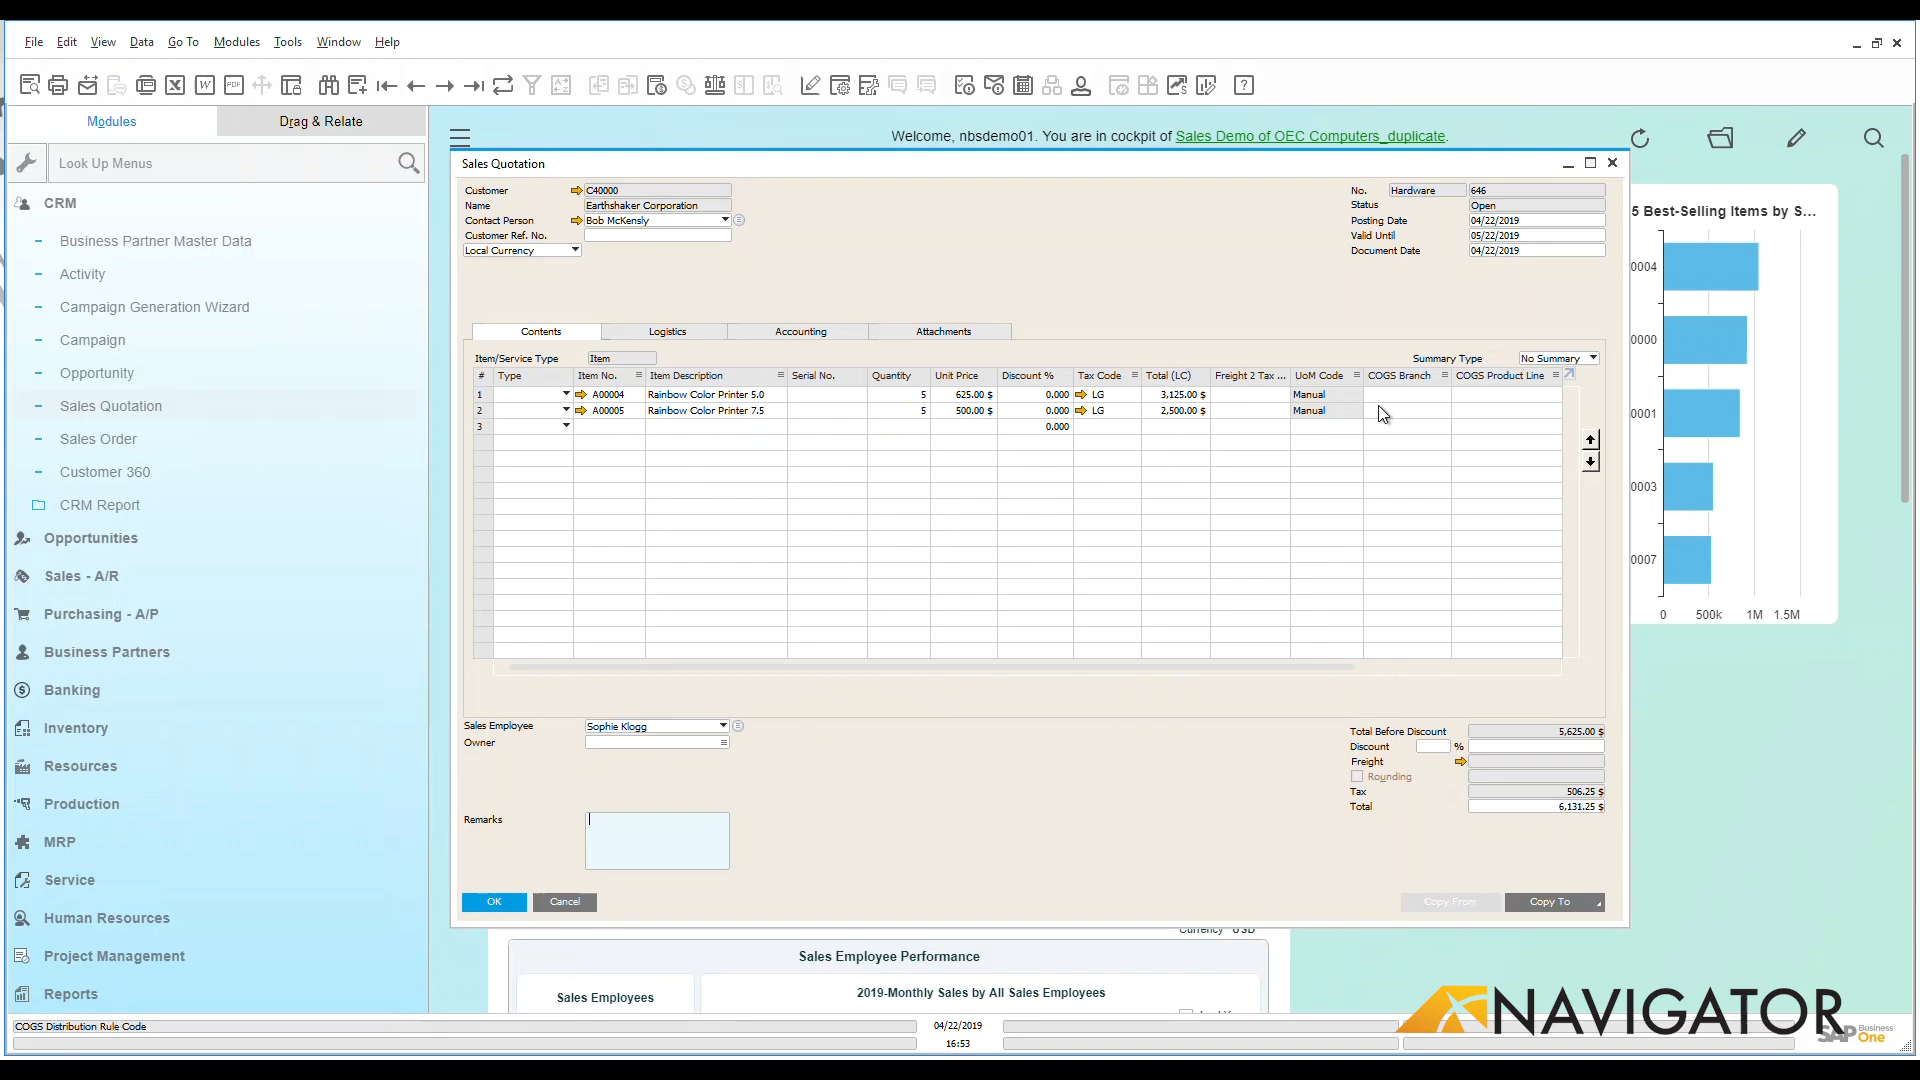 File Edit View Data Go To Modules Tools Window Help
Modules Drag & Relate
Look Up Menus
CRM
Business Partner Master Data
Activity
Campaign Generation Wizard
Campaign
Opportunity
Sales Quotation
Sales Order
Customer 360
CRM Report
Opportunities
Sales - A/R
Purchasing - A/P
Business Partners
Banking
Inventory
Resources
Production
MRP
Service
Human Resources
Project Management
Reports
Welcome, nbsdemo01. You are in cockpit of Sales Demo of OEC Computers_duplicate.
Sales Quotation
Customer C40000
Name Earthshaker Corporation
Contact Person Bob McKensly
Customer Ref. No.
Local Currency
No. Hardware 646
Status Open
Posting Date 04/22/2019
Valid Until 05/22/2019
Document Date 04/22/2019
Contents Logistics Accounting Attachments
Item/Service Type Item Summary Type No Summary
# Type Item No. Item Description Serial No. Quantity Unit Price Discount % Tax Code Total (LC) Freight 2 Tax ... UoM Code COGS Branch COGS Product Line
1 A00004 Rainbow Color Printer 5.0 5 625.00 $ 0.000 LG 3,125.00 $ Manual
2 A00005 Rainbow Color Printer 7.5 5 500.00 $ 0.000 LG 2,500.00 $ Manual
3 0.000
Sales Employee Sophie Klogg
Owner
Remarks
Total Before Discount 5,625.00 $
Discount %
Freight
Rounding
Tax 506.25 $
Total 6,131.25 $
OK Cancel Copy From Copy To
5 Best-Selling Items by S...
0004
0000
0001
0003
0007
0 500k 1M 1.5M
Currency USD
Sales Employee Performance
Sales Employees
2019-Monthly Sales by All Sales Employees
COGS Distribution Rule Code
04/22/2019
16:53
NAVIGATOR
SAP Business One